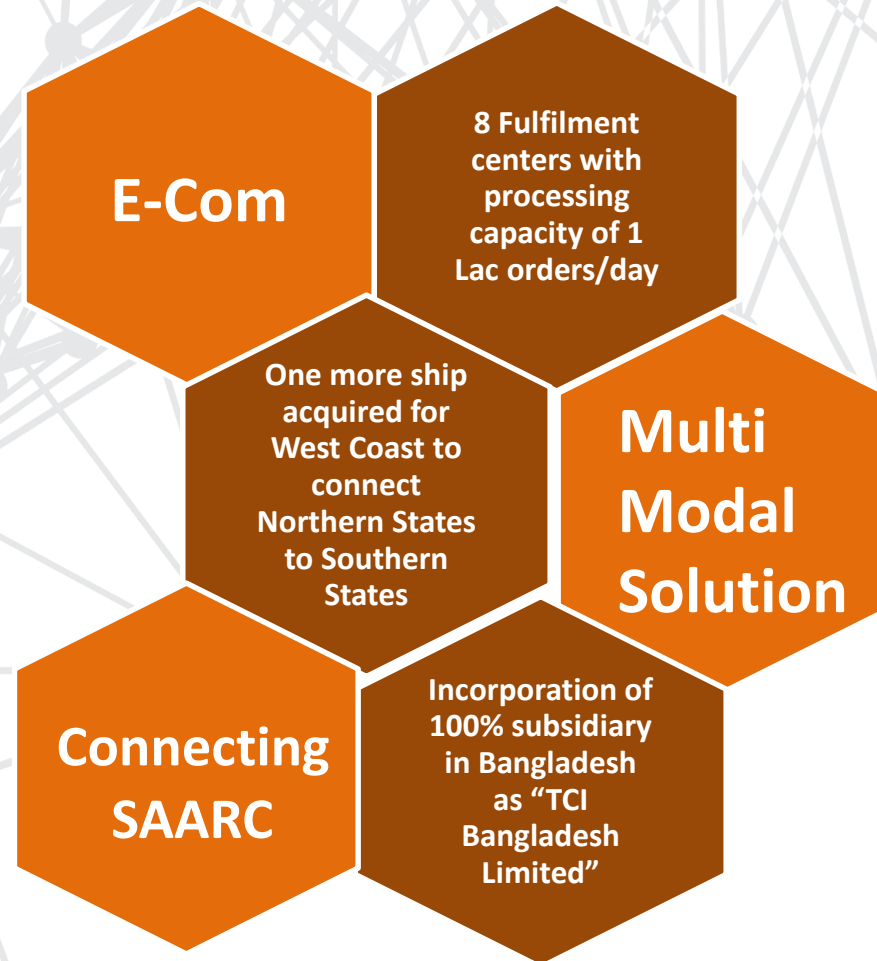 E-Com
8 Fulfilment
centers with
processing
capacity of 1
Lac orders/day
One more ship
acquired for
West Coast to
connect
Northern States
to Southern
States
Multi
Modal
Solution
Connecting
SAARC
Incorporation of
100% subsidiary
in Bangladesh
as “TCI
Bangladesh
Limited”